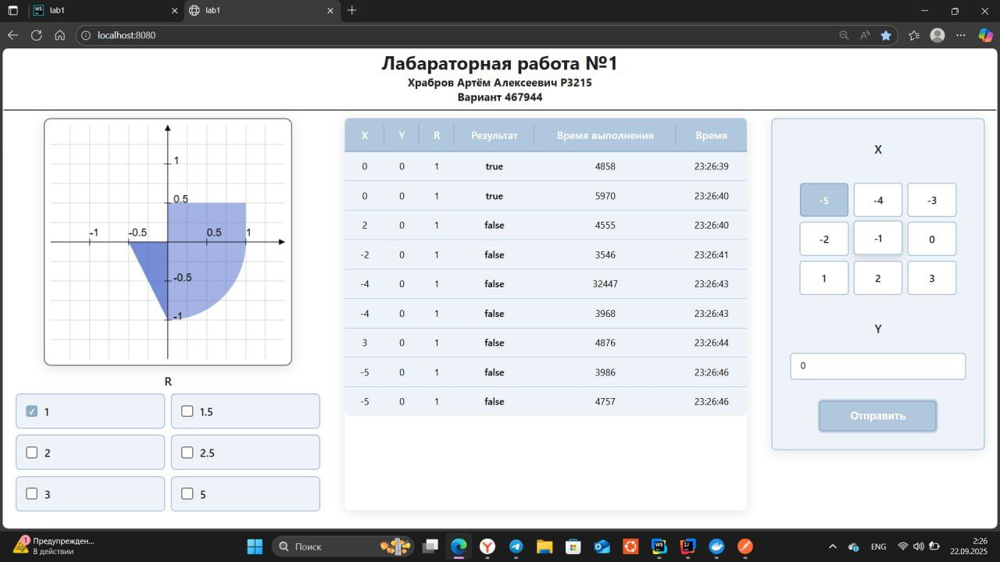 WS lab1
lab1
localhost:8080
Лабараторная работа №1
Храбров Артём Алексеевич P3215
Вариант 467944
1
0.5
-1 -0.5 0.5 1
-0.5
-1
R
1 1.5
2 2.5
3 5
X Y R Результат Время выполнения Время
0 0 1 true 4858 23:26:39
0 0 1 true 5970 23:26:40
2 0 1 false 4555 23:26:40
-2 0 1 false 3546 23:26:41
-4 0 1 false 32447 23:26:43
-4 0 1 false 3968 23:26:43
3 0 1 false 4876 23:26:44
-5 0 1 false 3986 23:26:46
-5 0 1 false 4757 23:26:46
X
-5 -4 -3
-2 -1 0
1 2 3
Y
0
Отправить
1 Предупрежден...
В действии
Поиск
WS
IJ
ENG
2:26
22.09.2025